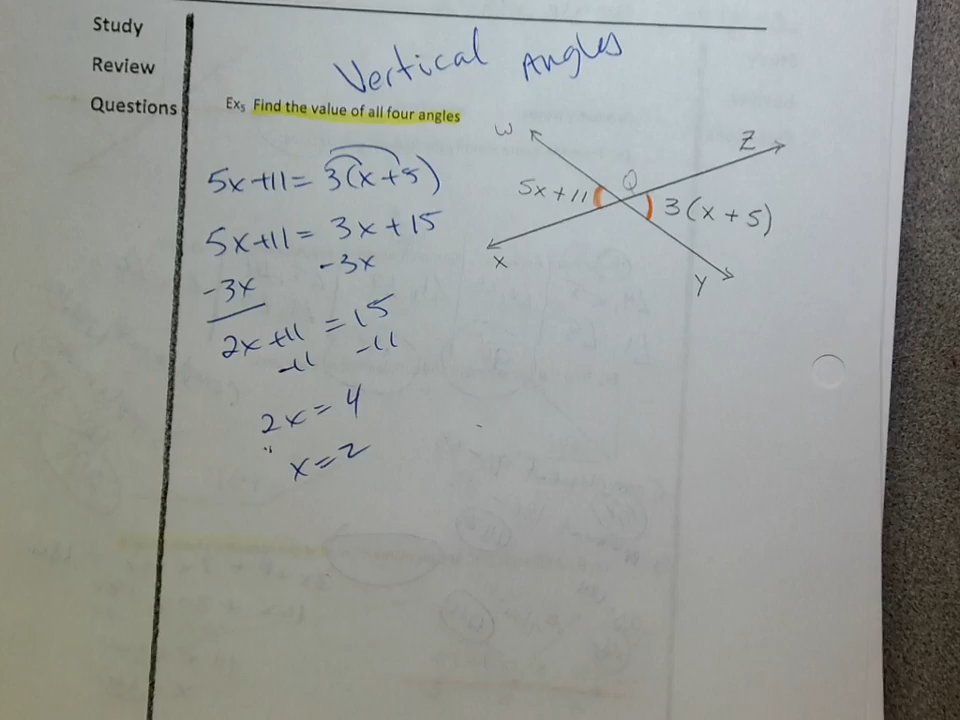 Study
Review
Questions
Vertical Angles
Ex5 Find the value of all four angles
5x+11=3(x+5)
5x+11=3x+15
-3x -3x
2x+11=15
-11 -11
2x=4
x=2
W
Z
5x+11
Q
3(x+5)
X
Y